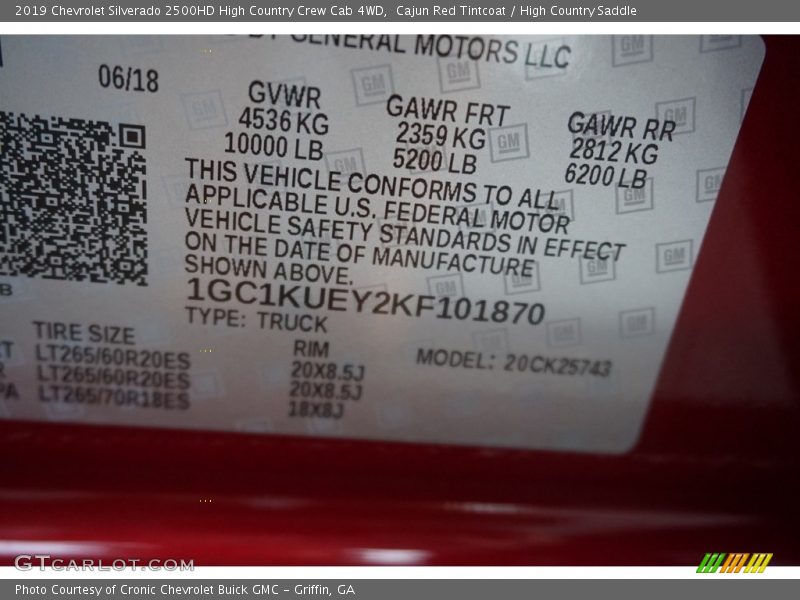 2019 Chevrolet Silverado 2500HD High Country Crew Cab 4WD, Cajun Red Tintcoat / High Country Saddle
BY GENERAL MOTORS LLC
06/18
GVWR
4536 KG
10000 LB
GAWR FRT
2359 KG
5200 LB
GAWR RR
2812 KG
6200 LB
THIS VEHICLE CONFORMS TO ALL
APPLICABLE U.S. FEDERAL MOTOR
VEHICLE SAFETY STANDARDS IN EFFECT
ON THE DATE OF MANUFACTURE
SHOWN ABOVE.
1GC1KUEY2KF101870
TYPE: TRUCK
MODEL: 20CK25743
TIRE SIZE
LT265/60R20ES
LT265/60R20ES
LT265/70R18ES
RIM
20X8.5J
20X8.5J
18X8J
GTcarlot.com
Photo Courtesy of Cronic Chevrolet Buick GMC – Griffin, GA